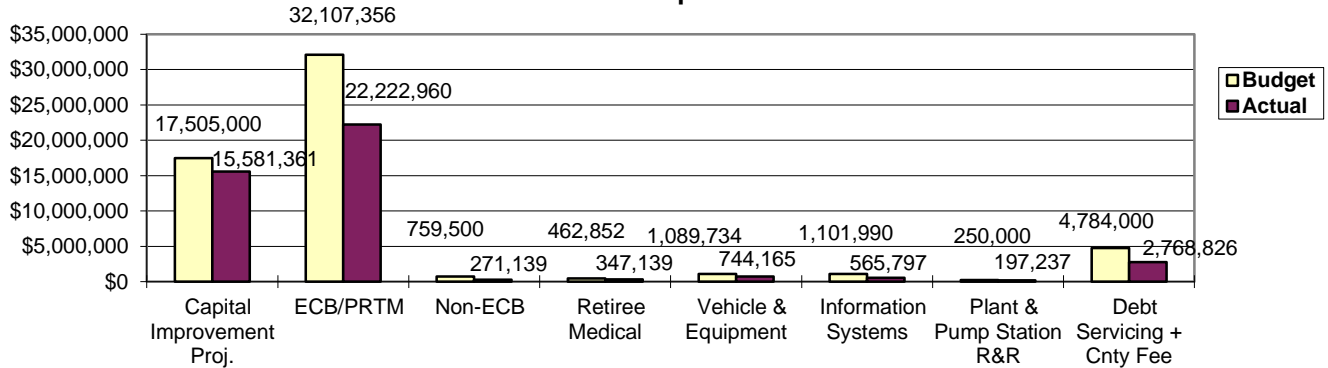 32,107,356
$35,000,000
$30,000,000
$25,000,000
$20,000,000
$15,000,000
$10,000,000
$5,000,000
$0
17,505,000
15,581,361
22,222,960
759,500
271,139
462,852
347,139
1,089,734
744,165
1,101,990
565,797
250,000
197,237
4,784,000
2,768,826
Capital
Improvement
Proj.
ECB/PRTM
Non-ECB
Retiree
Medical
Vehicle &
Equipment
Information
Systems
Plant &
Pump Station
R&R
Debt
Servicing +
Cnty Fee
Budget
Actual